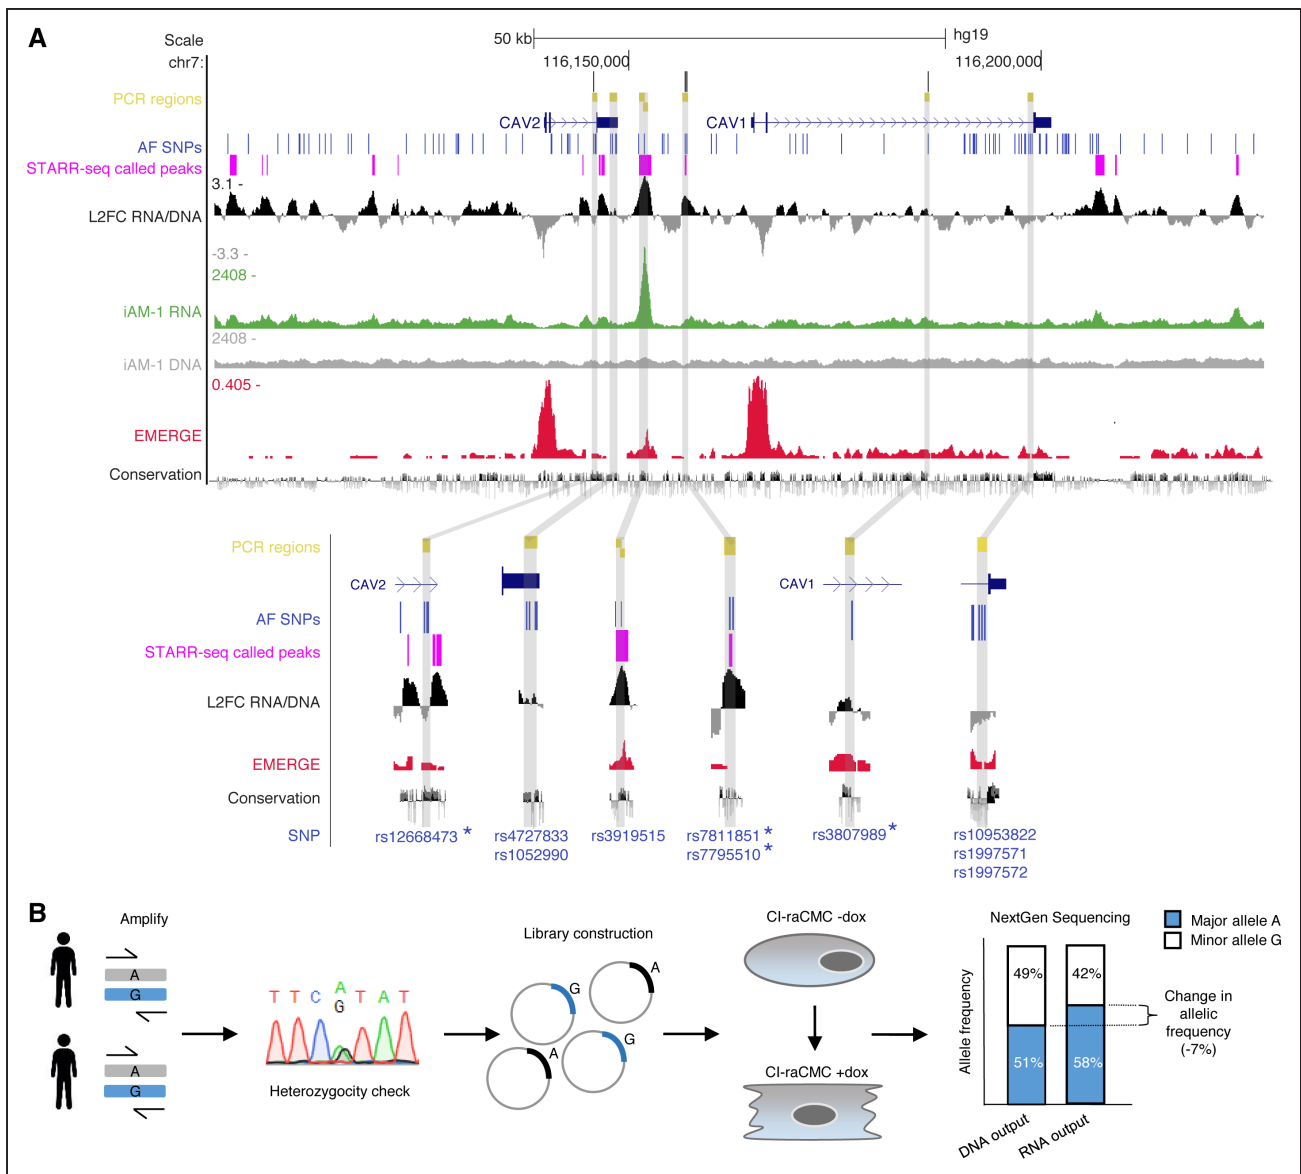 A
Scale 50 kb hg19
chr7: 116,150,000 116,200,000
PCR regions
CAV2 CAV1
AF SNPs
STARR-seq called peaks
3.1 -
L2FC RNA/DNA
-3.3 -
2408 -
iAM-1 RNA
2408 -
iAM-1 DNA
0.405 -
EMERGE
Conservation
PCR regions
CAV2 CAV1
AF SNPs
STARR-seq called peaks
L2FC RNA/DNA
EMERGE
Conservation
SNP rs12668473 * rs4727833 rs3919515 rs7811851 * rs3807989 * rs10953822
rs1052990 rs7795510 * rs1997571
rs1997572
B
Amplify
A
G
A
G
T T C A T A T
G
Heterozygocity check
Library construction
A
G
G
A
CI-raCMC -dox
CI-raCMC +dox
NextGen Sequencing
Major allele A
Minor allele G
Allele frequency
49% 42%
51% 58%
Change in
allelic
frequency
(-7%)
DNA output
RNA output